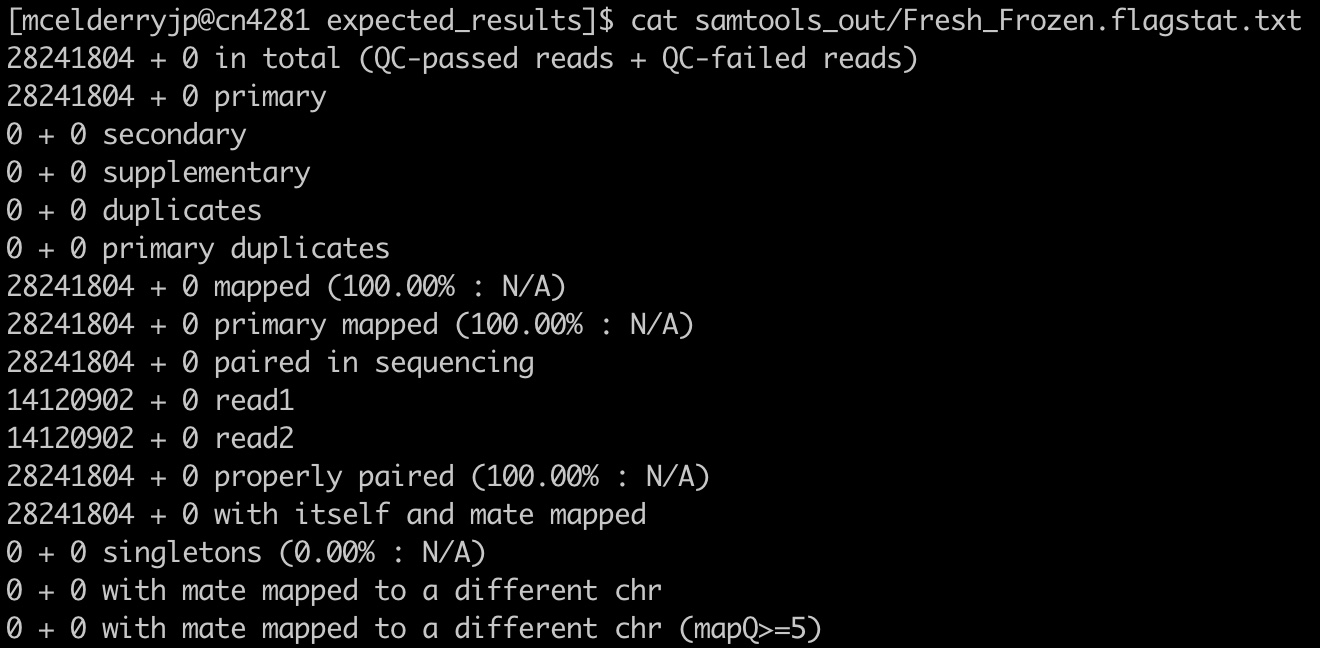 [mcelderryjp@cn4281 expected_results]$ cat samtools_out/Fresh_Frozen.flagstat.txt
28241804 + 0 in total (QC-passed reads + QC-failed reads)
28241804 + 0 primary
0 + 0 secondary
0 + 0 supplementary
0 + 0 duplicates
0 + 0 primary duplicates
28241804 + 0 mapped (100.00% : N/A)
28241804 + 0 primary mapped (100.00% : N/A)
28241804 + 0 paired in sequencing
14120902 + 0 read1
14120902 + 0 read2
28241804 + 0 properly paired (100.00% : N/A)
28241804 + 0 with itself and mate mapped
0 + 0 singletons (0.00% : N/A)
0 + 0 with mate mapped to a different chr
0 + 0 with mate mapped to a different chr (mapQ>=5)